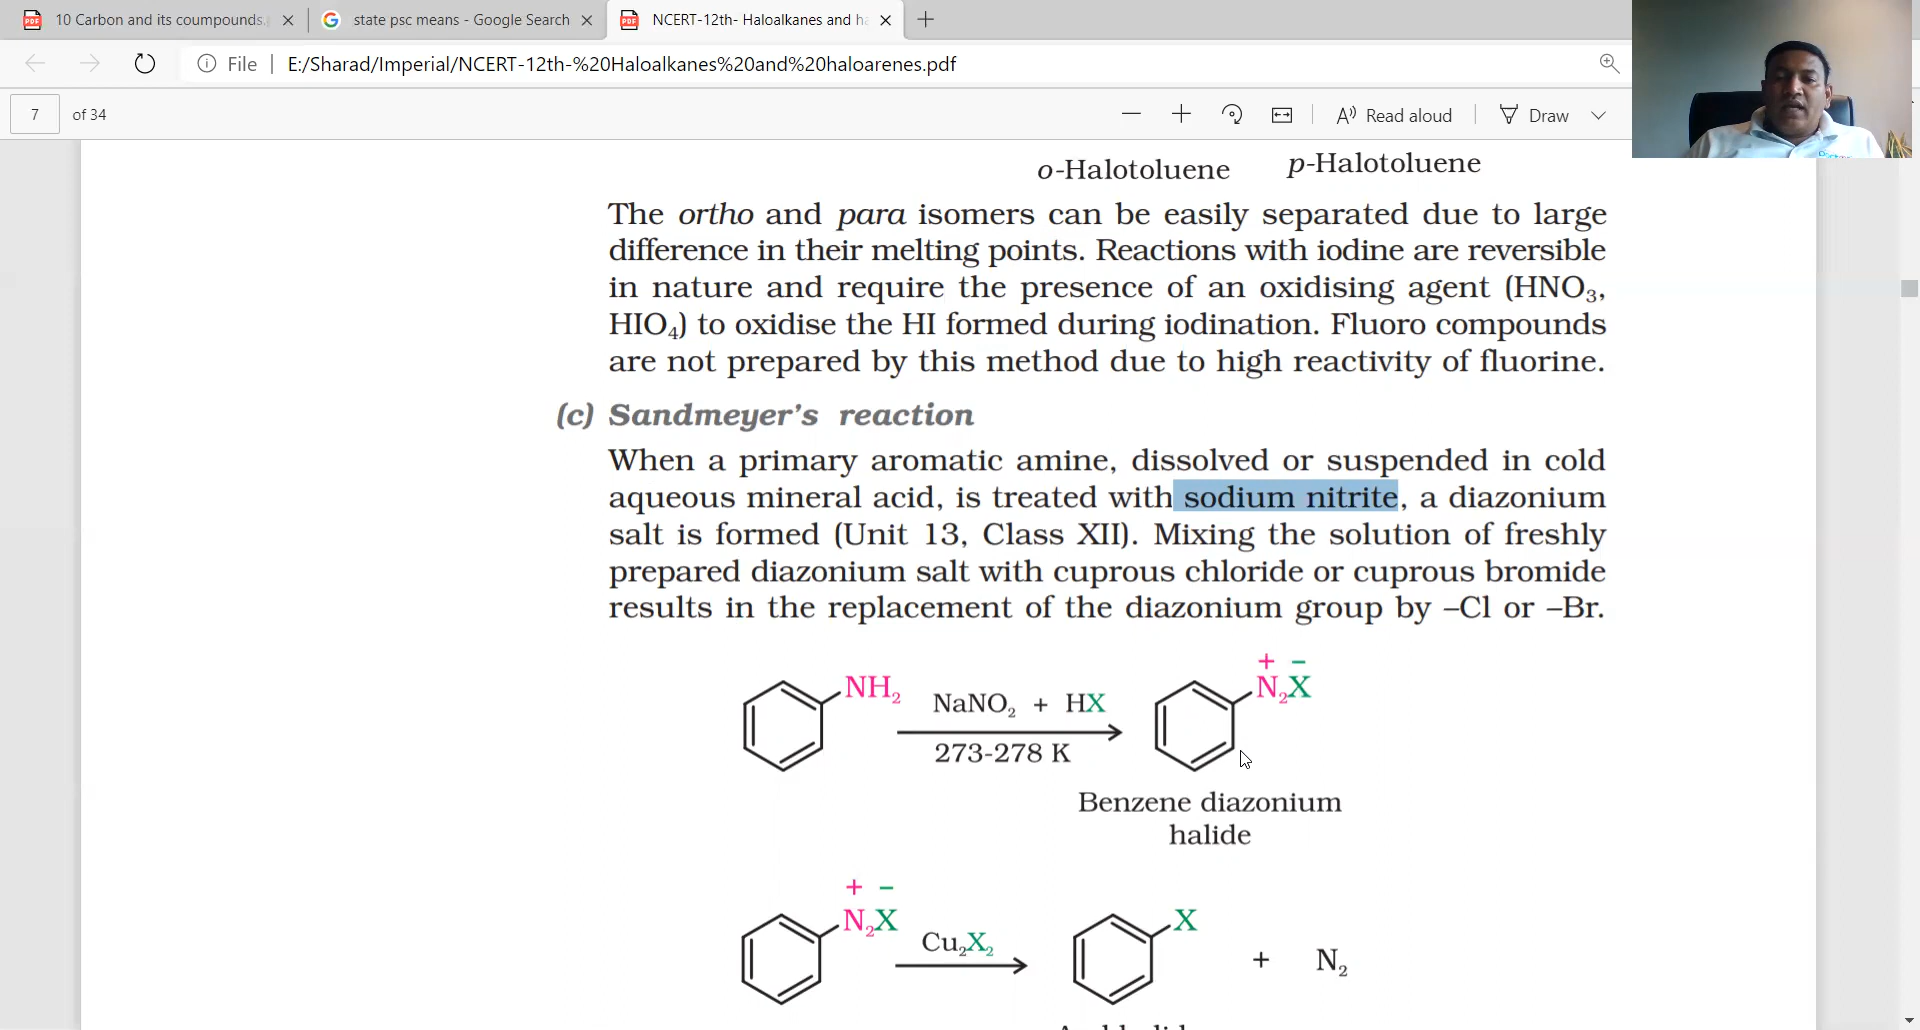 10 Carbon and its coumpounds.
state psc means - Google Search
NCERT-12th- Haloalkanes and ha
File
E:/Sharad/Imperial/NCERT-12th-%20Haloalkanes%20and%20haloarenes.pdf
7 of 34
Read aloud
Draw
o-Halotoluene p-Halotoluene
The ortho and para isomers can be easily separated due to large
difference in their melting points. Reactions with iodine are reversible
in nature and require the presence of an oxidising agent (HNO₃,
HIO₄) to oxidise the HI formed during iodination. Fluoro compounds
are not prepared by this method due to high reactivity of fluorine.
(c) Sandmeyer's reaction
When a primary aromatic amine, dissolved or suspended in cold
aqueous mineral acid, is treated with sodium nitrite, a diazonium
salt is formed (Unit 13, Class XII). Mixing the solution of freshly
prepared diazonium salt with cuprous chloride or cuprous bromide
results in the replacement of the diazonium group by –Cl or –Br.
+ –
NH₂ NaNO₂ + HX N₂X
273-278 K
Benzene diazonium
halide
+ –
N₂X Cu₂X₂ X + N₂